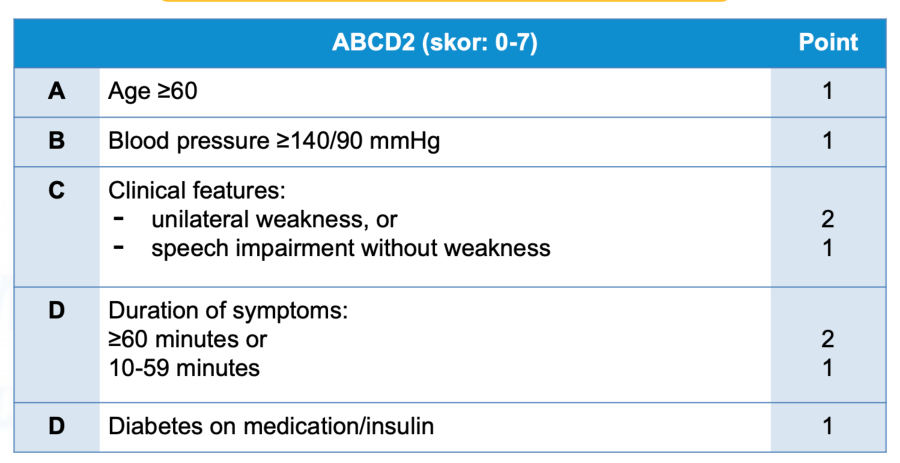 ABCD2 (skor: 0-7) Point
A Age ≥60 1
B Blood pressure ≥140/90 mmHg 1
C Clinical features:
- unilateral weakness, or 2
- speech impairment without weakness 1
D Duration of symptoms:
≥60 minutes or 2
10-59 minutes 1
D Diabetes on medication/insulin 1